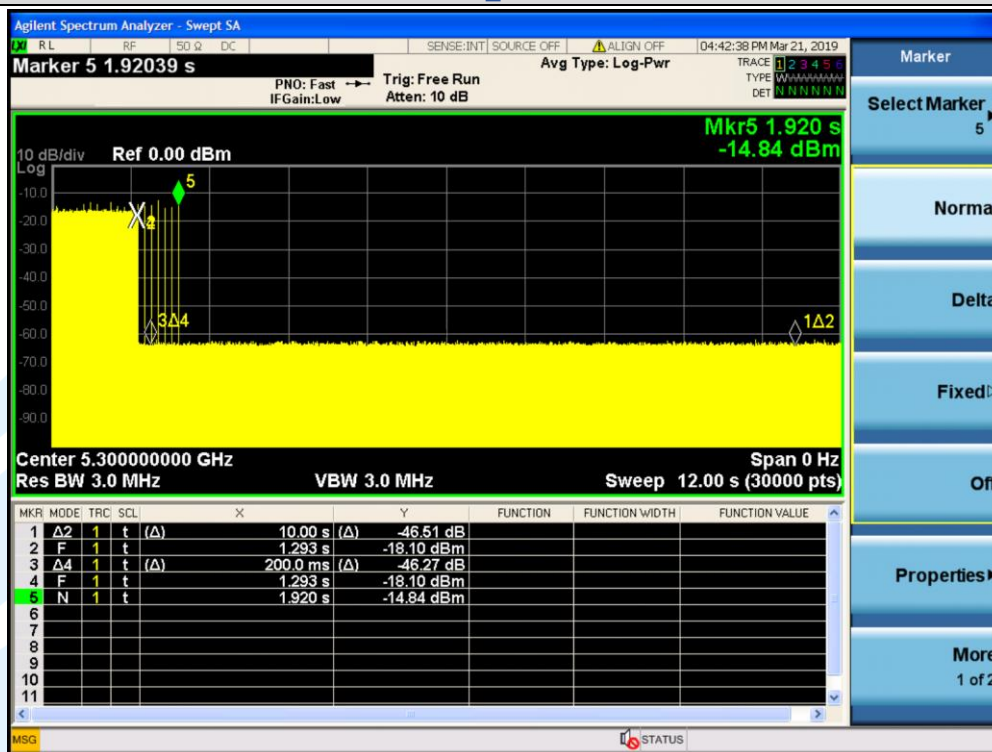 Agilent Spectrum Analyzer - Swept SA
LXI RL RF 50 Ω DC SENSE:INT SOURCE OFF ALIGN OFF 04:42:38 PM Mar 21, 2019
Marker 5 1.92039 s
PNO: Fast
IFGain:Low
Trig: Free Run
Atten: 10 dB
Avg Type: Log-Pwr
TRACE 1 2 3 4 5 6
TYPE W
DET N N N N N N
Mkr5 1.920 s
-14.84 dBm
10 dB/div Ref 0.00 dBm
Log
-10.0
-20.0
-30.0
-40.0
-50.0
-60.0
-70.0
-80.0
-90.0
5
3Δ4
1Δ2
Center 5.300000000 GHz Span 0 Hz
Res BW 3.0 MHz VBW 3.0 MHz Sweep 12.00 s (30000 pts)
MKR MODE TRC SCL X Y FUNCTION FUNCTION WIDTH FUNCTION VALUE
1 Δ2 1 t (Δ) 10.00 s (Δ) -46.51 dB
2 F 1 t 1.293 s -18.10 dBm
3 Δ4 1 t (Δ) 200.0 ms (Δ) -46.27 dB
4 F 1 t 1.293 s -18.10 dBm
5 N 1 t 1.920 s -14.84 dBm
6
7
8
9
10
11
MSG STATUS
Marker
Select Marker
5
Norma
Delta
Fixed
Off
Properties
More
1 of 2